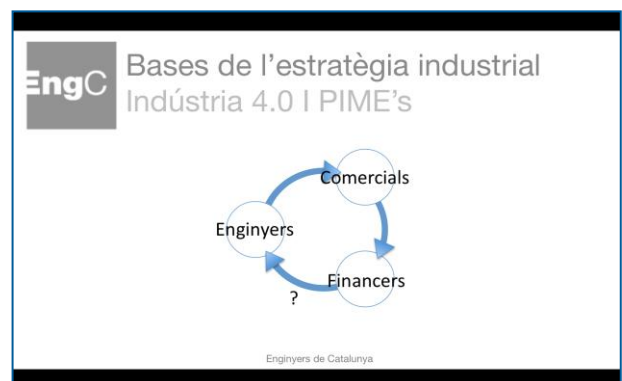 EngC
Bases de l’estratègia industrial
Indústria 4.0 I PIME’s
Comercials
Enginyers
Financers
?
Enginyers de Catalunya